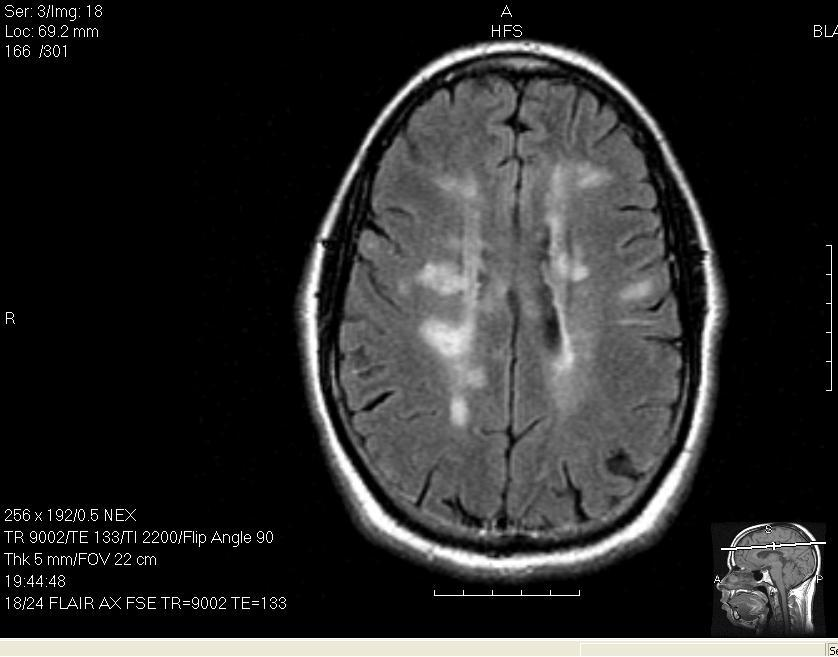 Ser: 3/Img: 18
Loc: 69.2 mm
166 /301
A
HFS
BLA
R
256 x 192/0.5 NEX
TR 9002/TE 133/TI 2200/Flip Angle 90
Thk 5 mm/FOV 22 cm
19:44:48
18/24 FLAIR AX FSE TR=9002 TE=133
S
A
P
Se